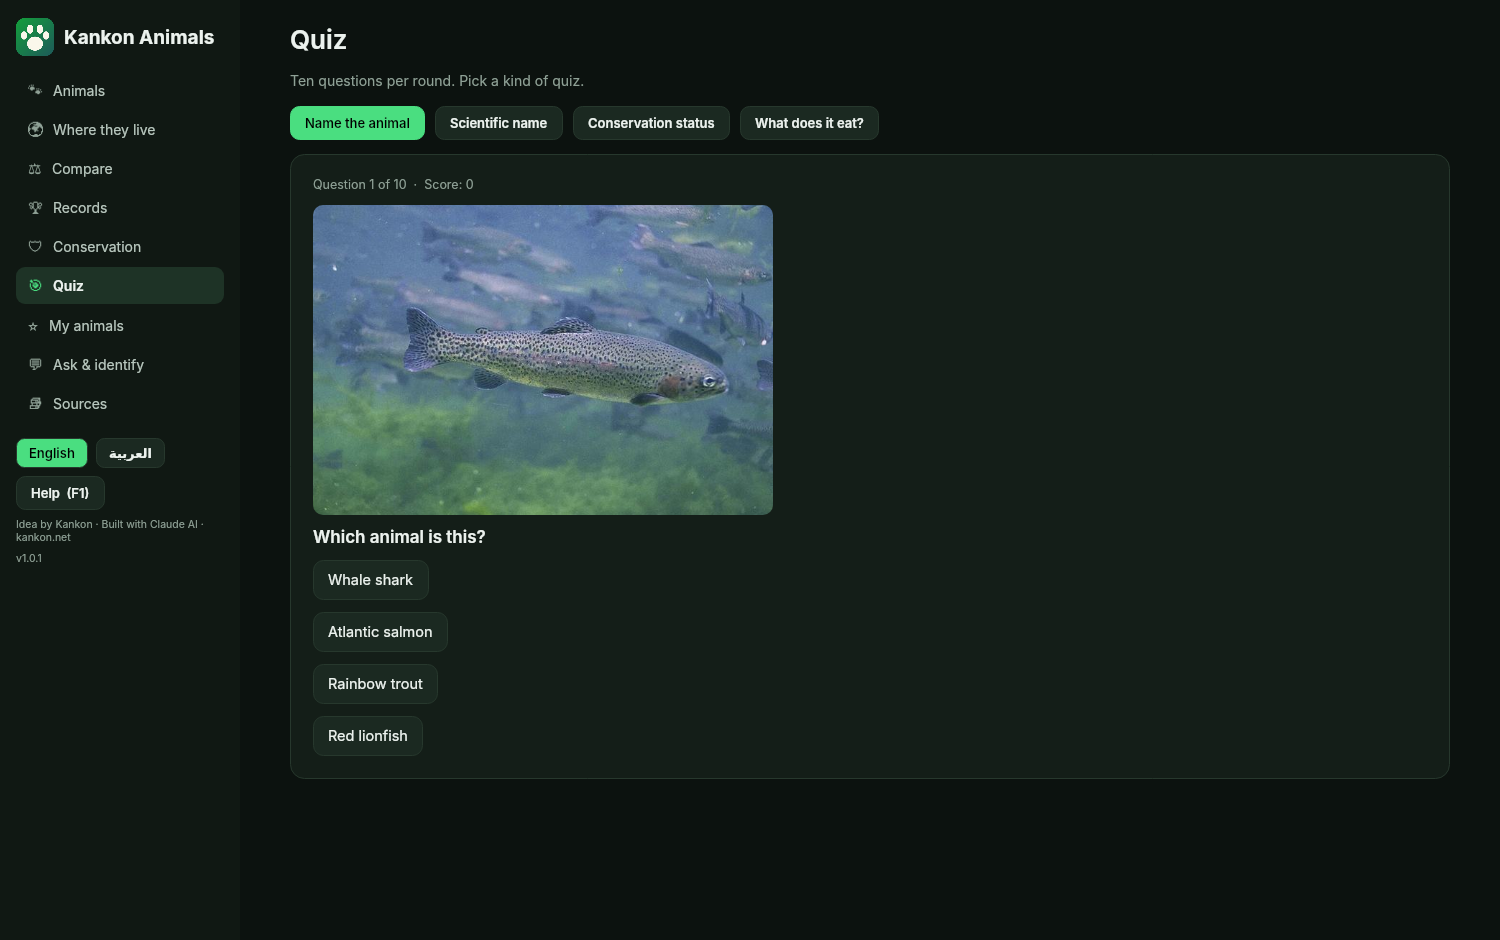 Kankon Animals
Animals
Where they live
Compare
Records
Conservation
Quiz
My animals
Ask & identify
Sources
English
العربية
Help (F1)
Idea by Kankon · Built with Claude AI ·
kankon.net
v1.0.1
Quiz
Ten questions per round. Pick a kind of quiz.
Name the animal
Scientific name
Conservation status
What does it eat?
Question 1 of 10 · Score: 0
Which animal is this?
Whale shark
Atlantic salmon
Rainbow trout
Red lionfish